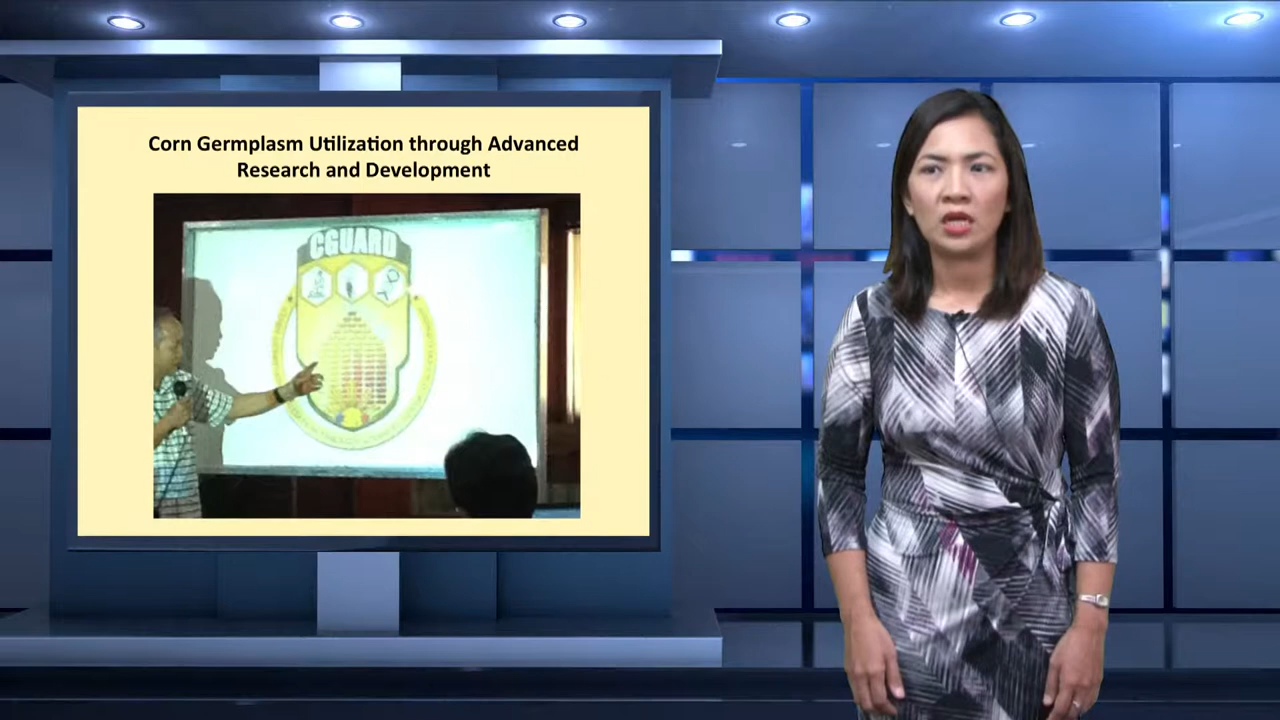 Corn Germplasm Utilization through Advanced
Research and Development
CGUARD